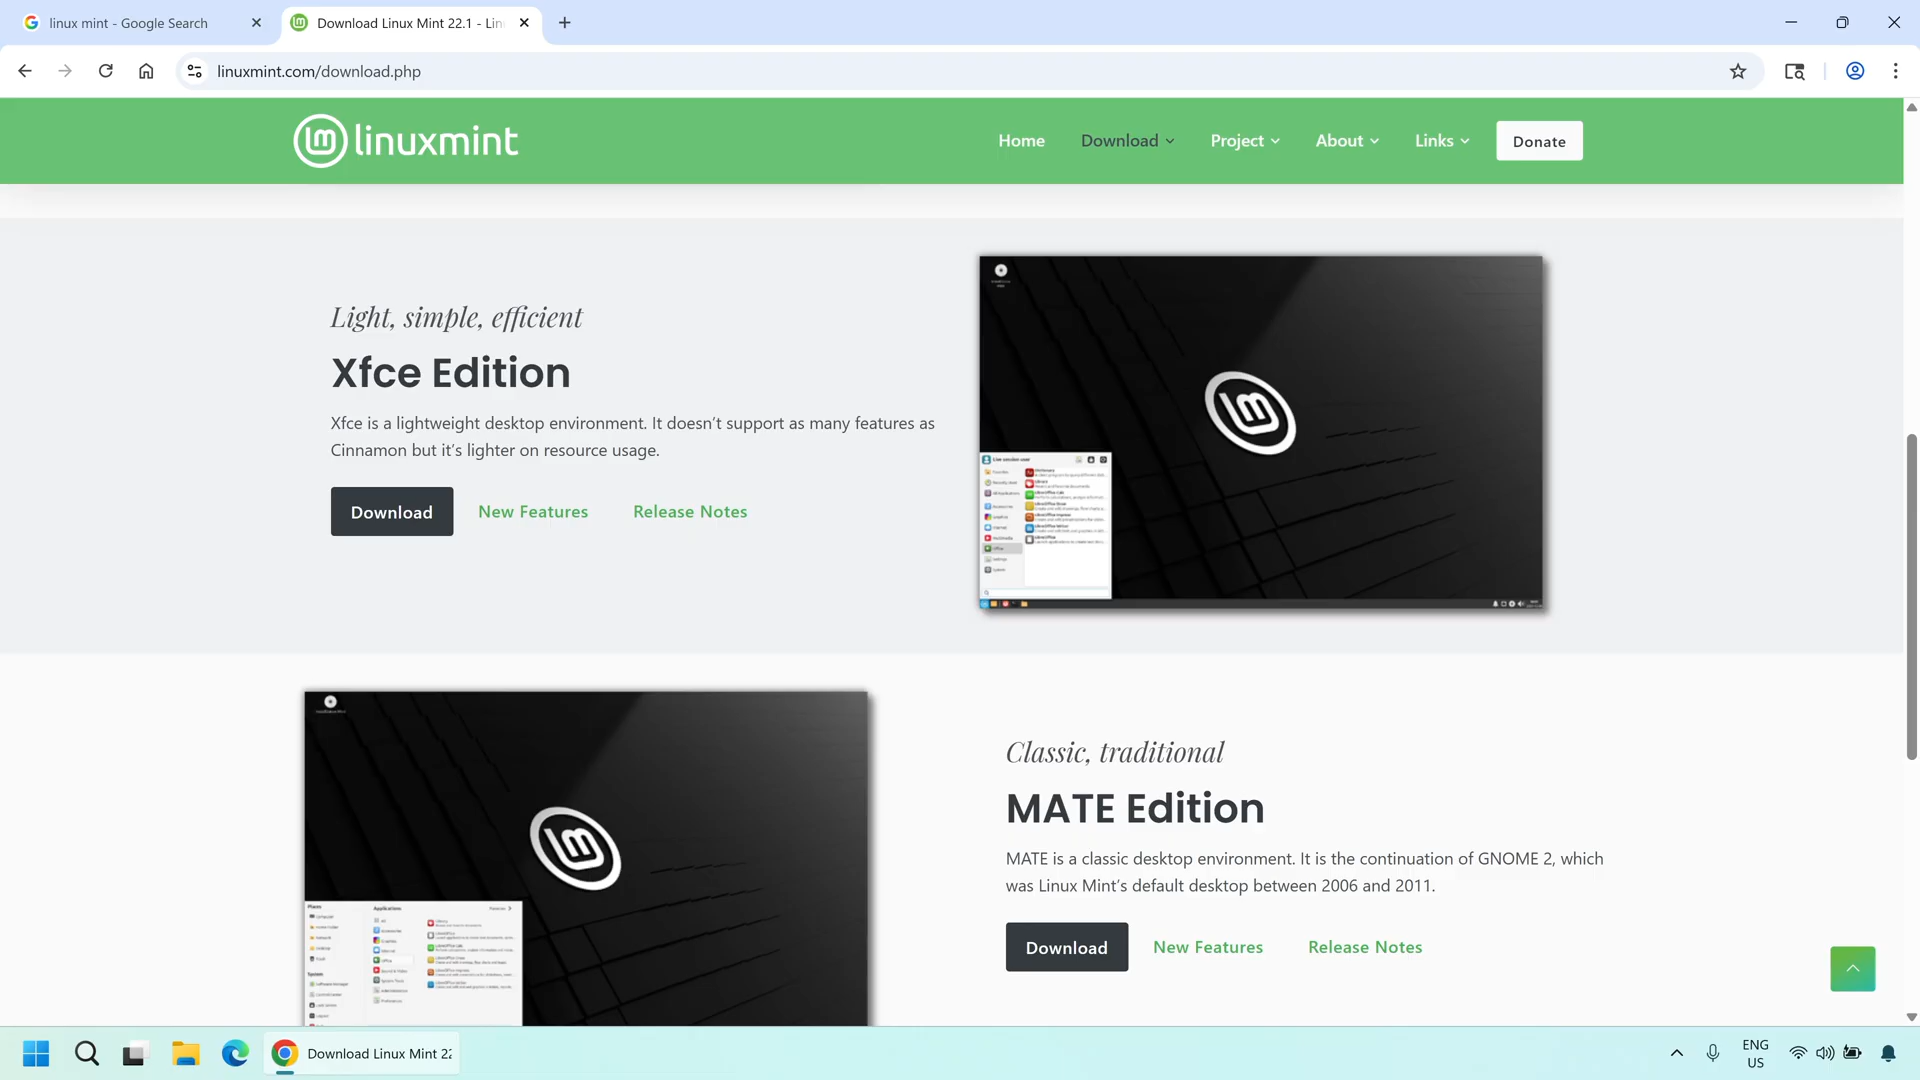 linux mint - Google Search
Download Linux Mint 22.1 - Lin
linuxmint.com/download.php
linuxmint
Home
Download
Project
About
Links
Donate
Light, simple, efficient
Xfce Edition
Xfce is a lightweight desktop environment. It doesn't support as many features as
Cinnamon but it's lighter on resource usage.
Download
New Features
Release Notes
Classic, traditional
MATE Edition
MATE is a classic desktop environment. It is the continuation of GNOME 2, which
was Linux Mint's default desktop between 2006 and 2011.
Download
New Features
Release Notes
Download Linux Mint 22
ENG
US